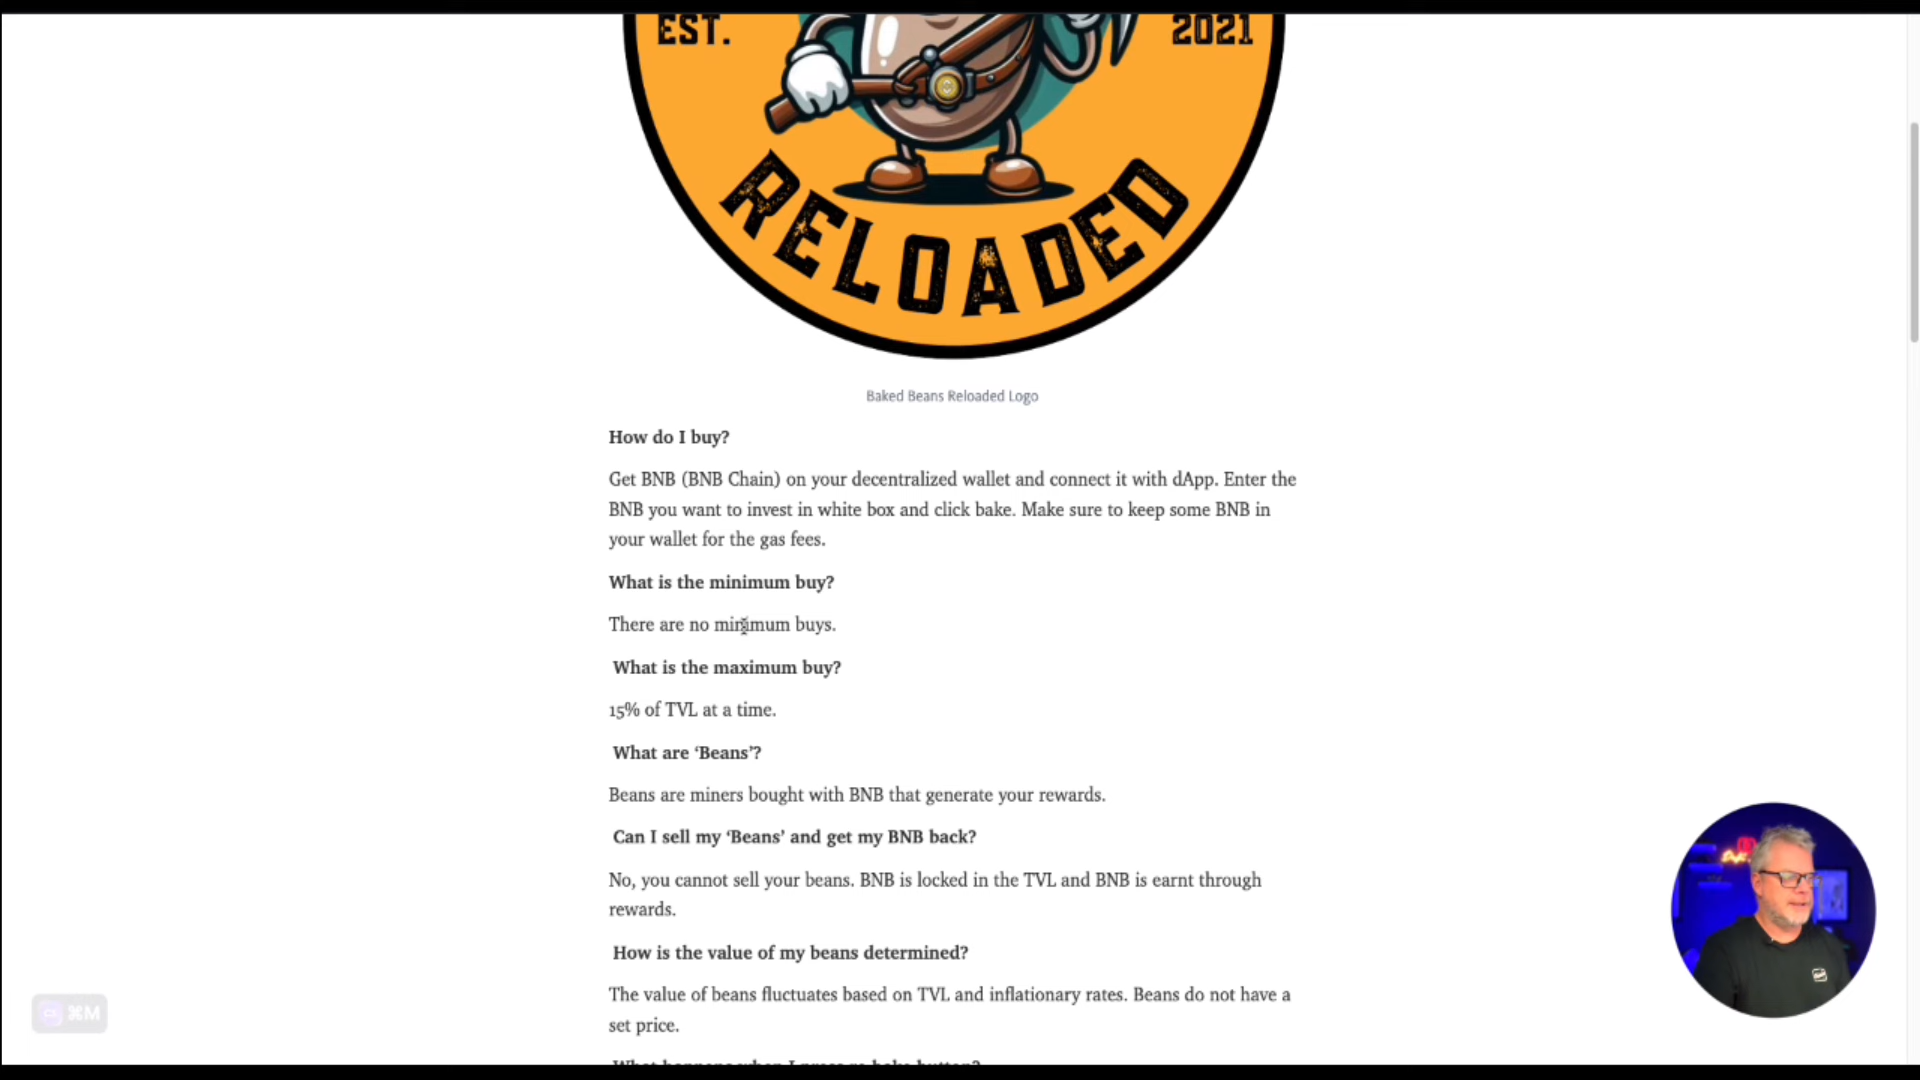 EST. 2021
RELOADED
Baked Beans Reloaded Logo
How do I buy?
Get BNB (BNB Chain) on your decentralized wallet and connect it with dApp. Enter the
BNB you want to invest in white box and click bake. Make sure to keep some BNB in
your wallet for the gas fees.
What is the minimum buy?
There are no minimum buys.
What is the maximum buy?
15% of TVL at a time.
What are ‘Beans’?
Beans are miners bought with BNB that generate your rewards.
Can I sell my ‘Beans’ and get my BNB back?
No, you cannot sell your beans. BNB is locked in the TVL and BNB is earnt through
rewards.
How is the value of my beans determined?
The value of beans fluctuates based on TVL and inflationary rates. Beans do not have a
set price.
What happens when I press re-bake button?
⌘M